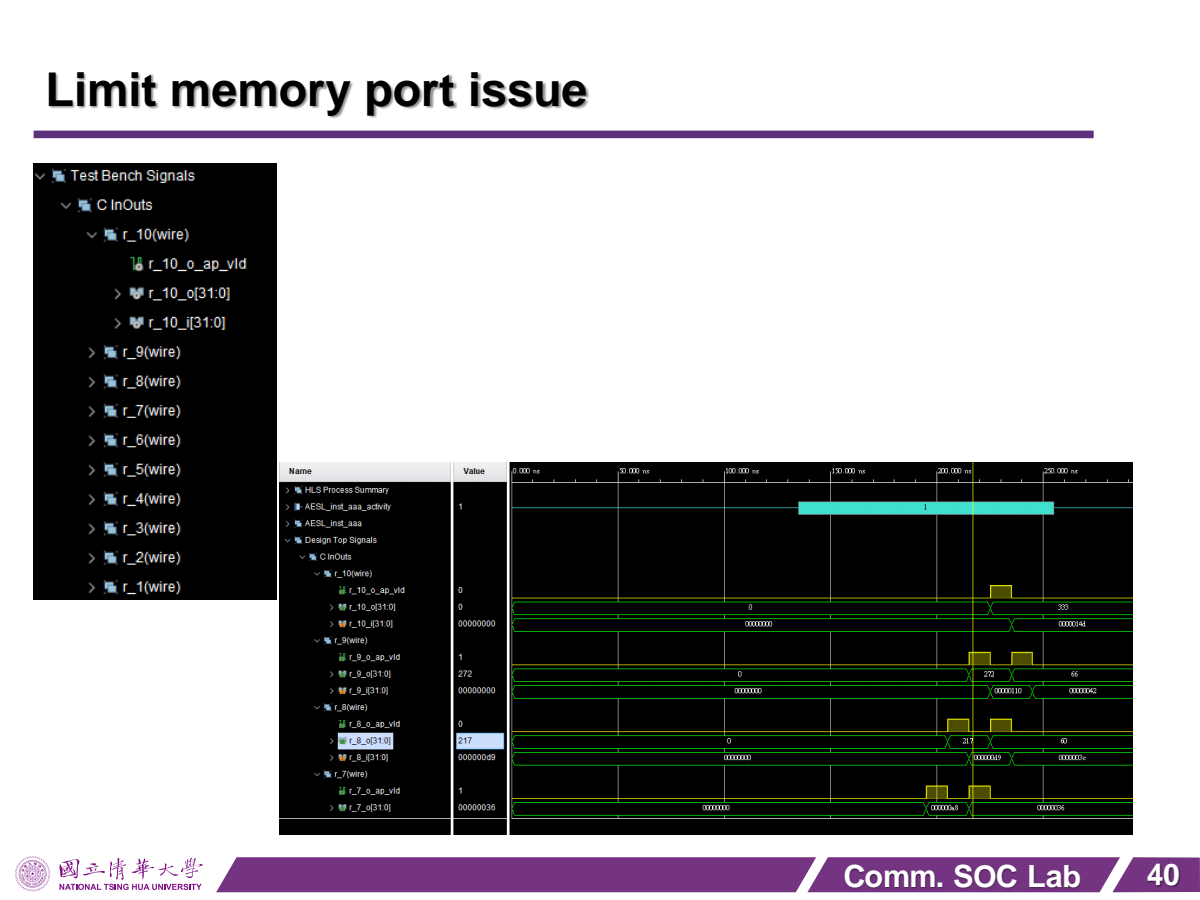 Limit memory port issue
Test Bench Signals
C InOuts
r_10(wire)
r_10_o_ap_vld
r_10_o[31:0]
r_10_i[31:0]
r_9(wire)
r_8(wire)
r_7(wire)
r_6(wire)
r_5(wire)
r_4(wire)
r_3(wire)
r_2(wire)
r_1(wire)
Name Value 0.000 ns 50.000 ns 100.000 ns 150.000 ns 200.000 ns 250.000 ns
HLS Process Summary
AESL_inst_aaa_activity 1 1
AESL_inst_aaa
Design Top Signals
C InOuts
r_10(wire)
r_10_o_ap_vld 0
r_10_o[31:0] 0 0 333
r_10_i[31:0] 00000000 00000000 0000014d
r_9(wire)
r_9_o_ap_vld 1
r_9_o[31:0] 272 0 272 66
r_9_i[31:0] 00000000 00000000 00000110 00000042
r_8(wire)
r_8_o_ap_vld 0
r_8_o[31:0] 217 0 217 60
r_8_i[31:0] 000000d9 00000000 000000d9 0000003c
r_7(wire)
r_7_o_ap_vld 1
r_7_o[31:0] 00000036 00000000 000000a8 00000036
國立清華大學
NATIONAL TSING HUA UNIVERSITY
Comm. SOC Lab 40